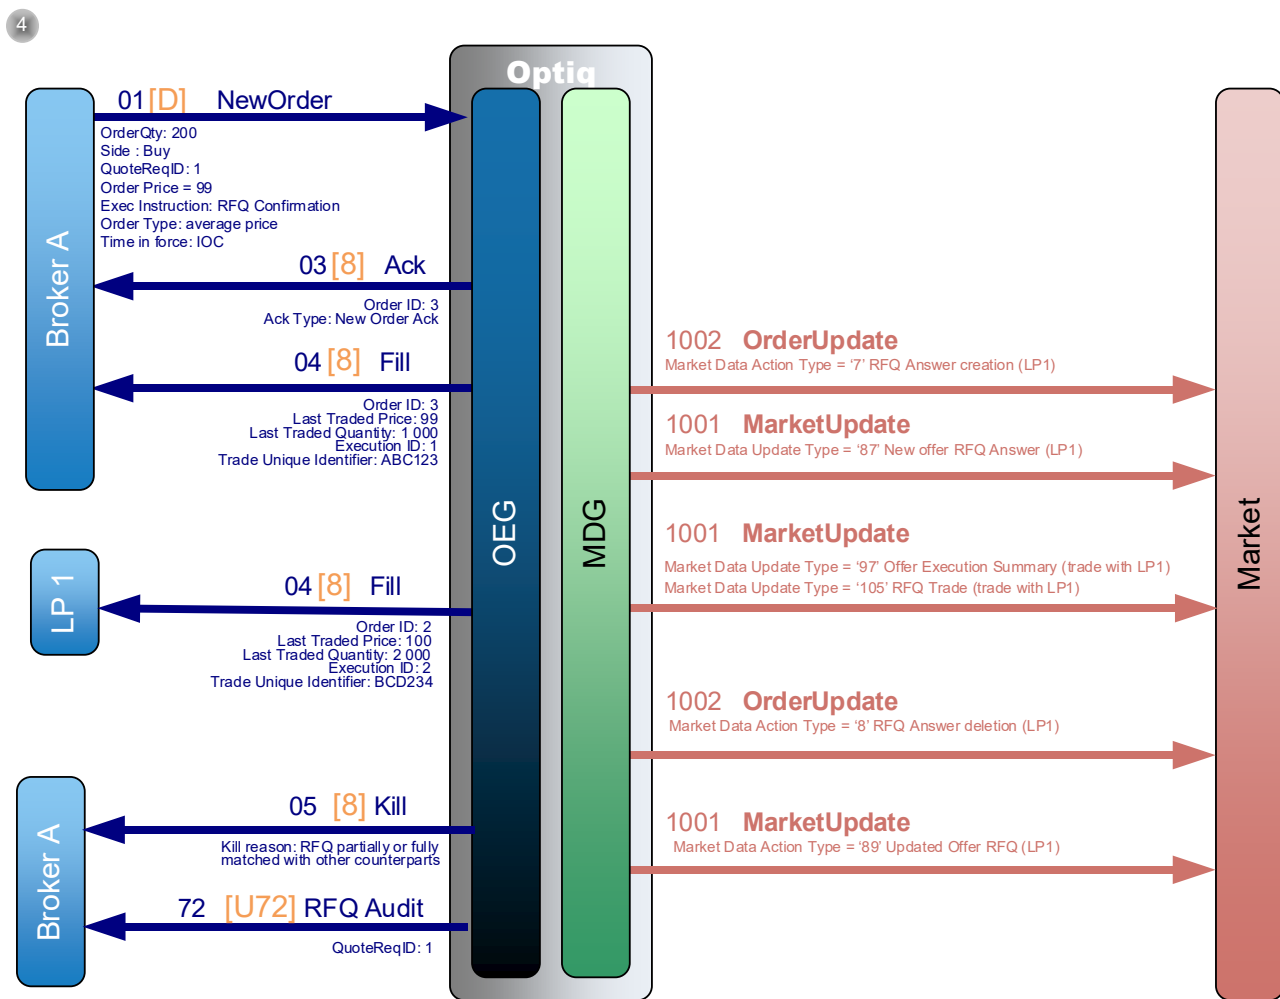 4
Optiq
01 [D] NewOrder
OrderQty: 200
Side : Buy
QuoteReqID: 1
Order Price = 99
Exec Instruction: RFQ Confirmation
Order Type: average price
Time in force: IOC
Broker A
03 [8] Ack
Order ID: 3
Ack Type: New Order Ack
04 [8] Fill
Order ID: 3
Last Traded Price: 99
Last Traded Quantity: 1 000
Execution ID: 1
Trade Unique Identifier: ABC123
LP 1
04 [8] Fill
Order ID: 2
Last Traded Price: 100
Last Traded Quantity: 2 000
Execution ID: 2
Trade Unique Identifier: BCD234
Broker A
05 [8] Kill
Kill reason: RFQ partially or fully
matched with other counterparts
72 [U72] RFQ Audit
QuoteReqID: 1
OEG
MDG
1002 OrderUpdate
Market Data Action Type = ‘7’ RFQ Answer creation (LP1)
1001 MarketUpdate
Market Data Update Type = ‘87’ New offer RFQ Answer (LP1)
1001 MarketUpdate
Market Data Update Type = ‘97’ Offer Execution Summary (trade with LP1)
Market Data Update Type = ‘105’ RFQ Trade (trade with LP1)
1002 OrderUpdate
Market Data Action Type = ‘8’ RFQ Answer deletion (LP1)
1001 MarketUpdate
Market Data Action Type = ‘89’ Updated Offer RFQ (LP1)
Market